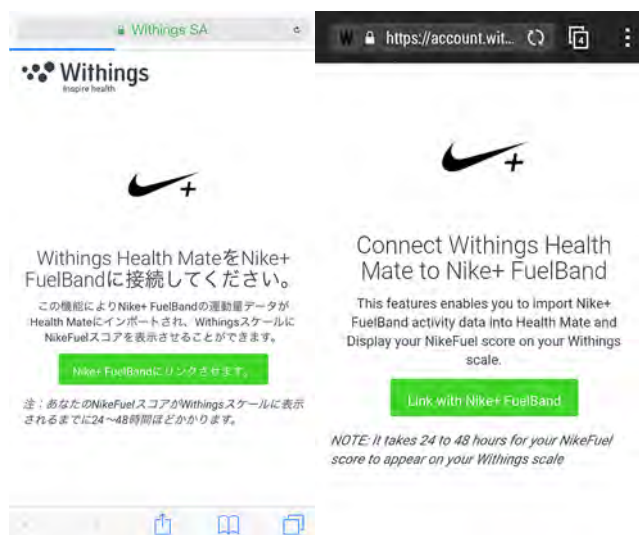 Withings SA
Withings
Inspire health
Withings Health MateをNike+
FuelBandに接続してください。
この機能によりNike+ FuelBandの運動量データが
Health Mateにインポートされ、Withingsスケールに
NikeFuelスコアを表示させることができます。
Nike+ FuelBandにリンクさせます。
注：あなたのNikeFuelスコアがWithingsスケールに表示
されるまでに24〜48時間ほどかかります。
W https://account.wit... 4
Connect Withings Health
Mate to Nike+ FuelBand
This features enables you to import Nike+
FuelBand activity data into Health Mate and
Display your NikeFuel score on your Withings
scale.
Link with Nike+ FuelBand
NOTE: It takes 24 to 48 hours for your NikeFuel
score to appear on your Withings scale